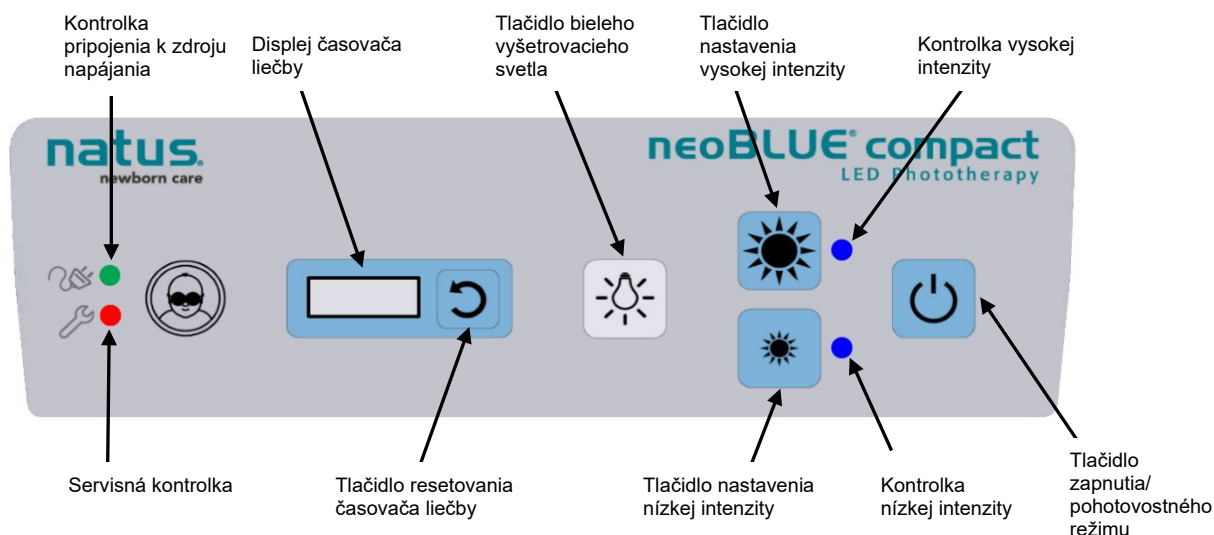 Kontrolka
pripojenia k zdroju
napájania
Displej časovača
liečby
Tlačidlo bieleho
vyšetrovacieho
svetla
Tlačidlo
nastavenia
vysokej intenzity
Kontrolka vysokej
intenzity
natus.
newborn care
neoBLUE® compact
LED Phototherapy
Servisná kontrolka
Tlačidlo resetovania
časovača liečby
Tlačidlo nastavenia
nízkej intenzity
Kontrolka
nízkej intenzity
Tlačidlo
zapnutia/
pohotovostného
režimu